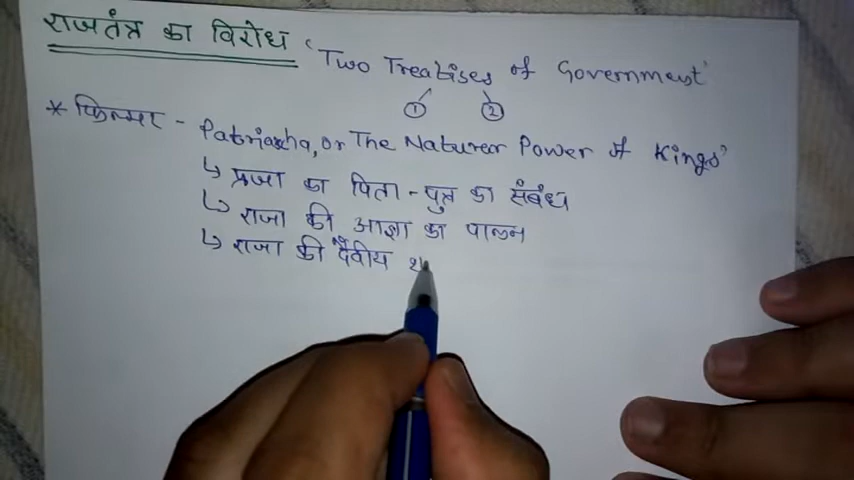 राजतंत्र का विरोध 'Two Treatises of Government'
① ②
* फिल्मर - Patriarcha, or The Naturer Power of Kings'
↳ प्रजा का पिता - पुत्र का संबंध
↳ राजा की आज्ञा का पालन
↳ राजा की दैवीय